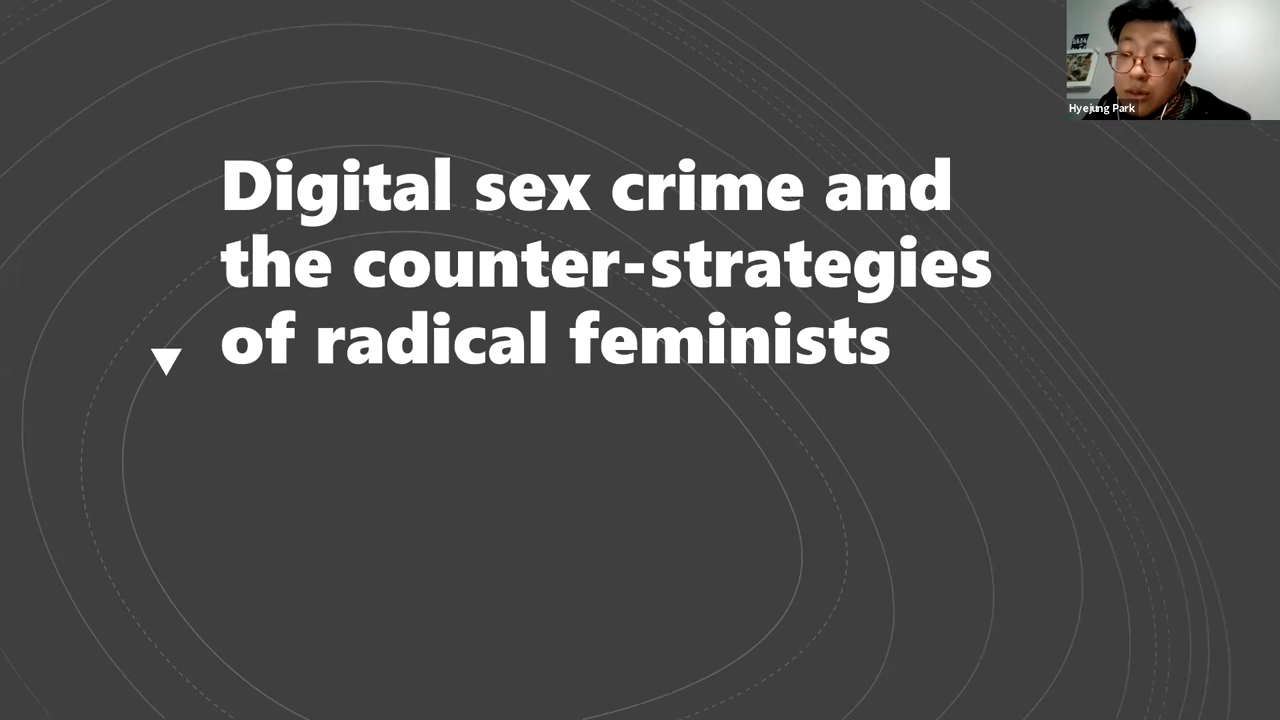 Hyejung Park
Digital sex crime and
the counter-strategies
of radical feminists